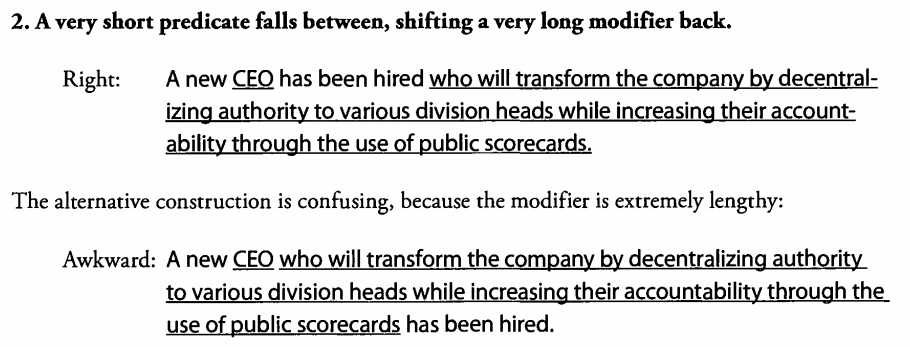 2. A very short predicate falls between, shifting a very long modifier back.
Right: A new CEO has been hired who will transform the company by decentral-
izing authority to various division heads while increasing their account-
ability through the use of public scorecards.
The alternative construction is confusing, because the modifier is extremely lengthy:
Awkward: A new CEO who will transform the company by decentralizing authority
to various division heads while increasing their accountability through the
use of public scorecards has been hired.